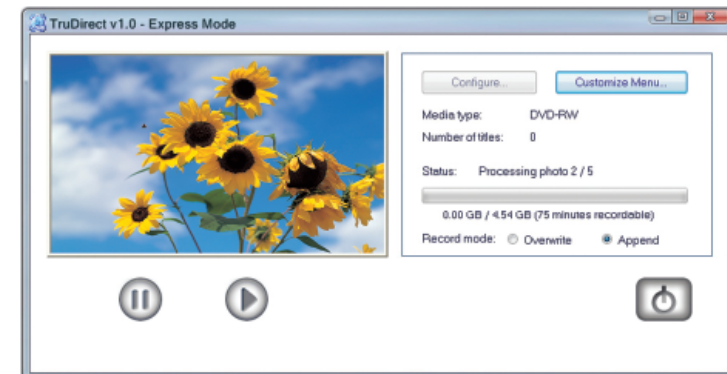 TruDirect v1.0 - Express Mode
Configure... Customize Menu...
Media type: DVD-RW
Number of titles: 0
Status: Processing photo 2 / 5
0.00 GB / 4.54 GB (75 minutes recordable)
Record mode: Overwrite Append